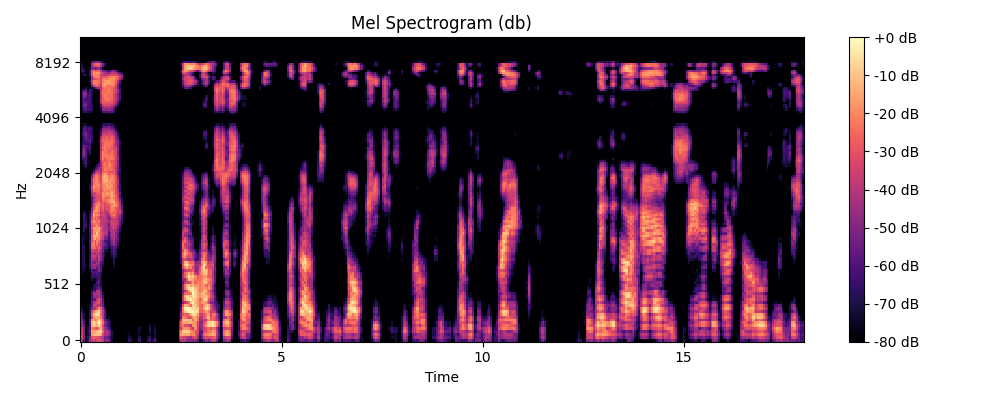 Mel Spectrogram (db)
8192
4096
2048
1024
512
0
Hz
0
5
10
15
Time
+0 dB
-10 dB
-20 dB
-30 dB
-40 dB
-50 dB
-60 dB
-70 dB
-80 dB